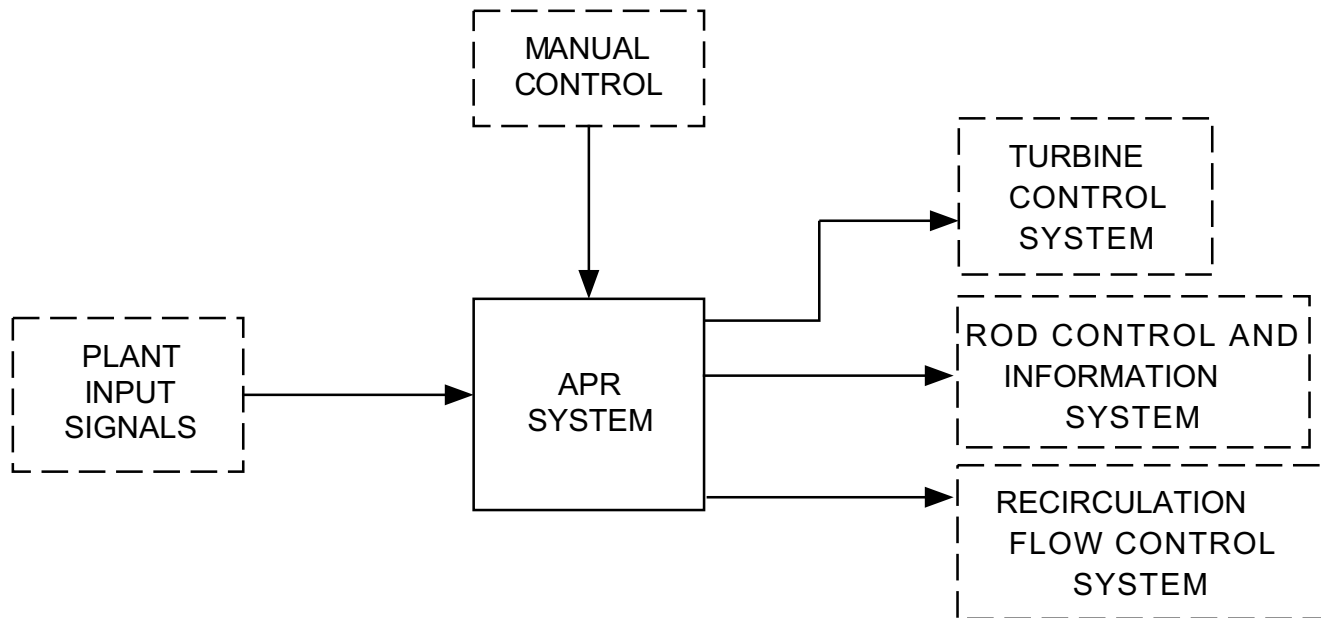 MANUAL
CONTROL
TURBINE
CONTROL
SYSTEM
PLANT
INPUT
SIGNALS
APR
SYSTEM
ROD CONTROL AND
INFORMATION
SYSTEM
RECIRCULATION
FLOW CONTROL
SYSTEM